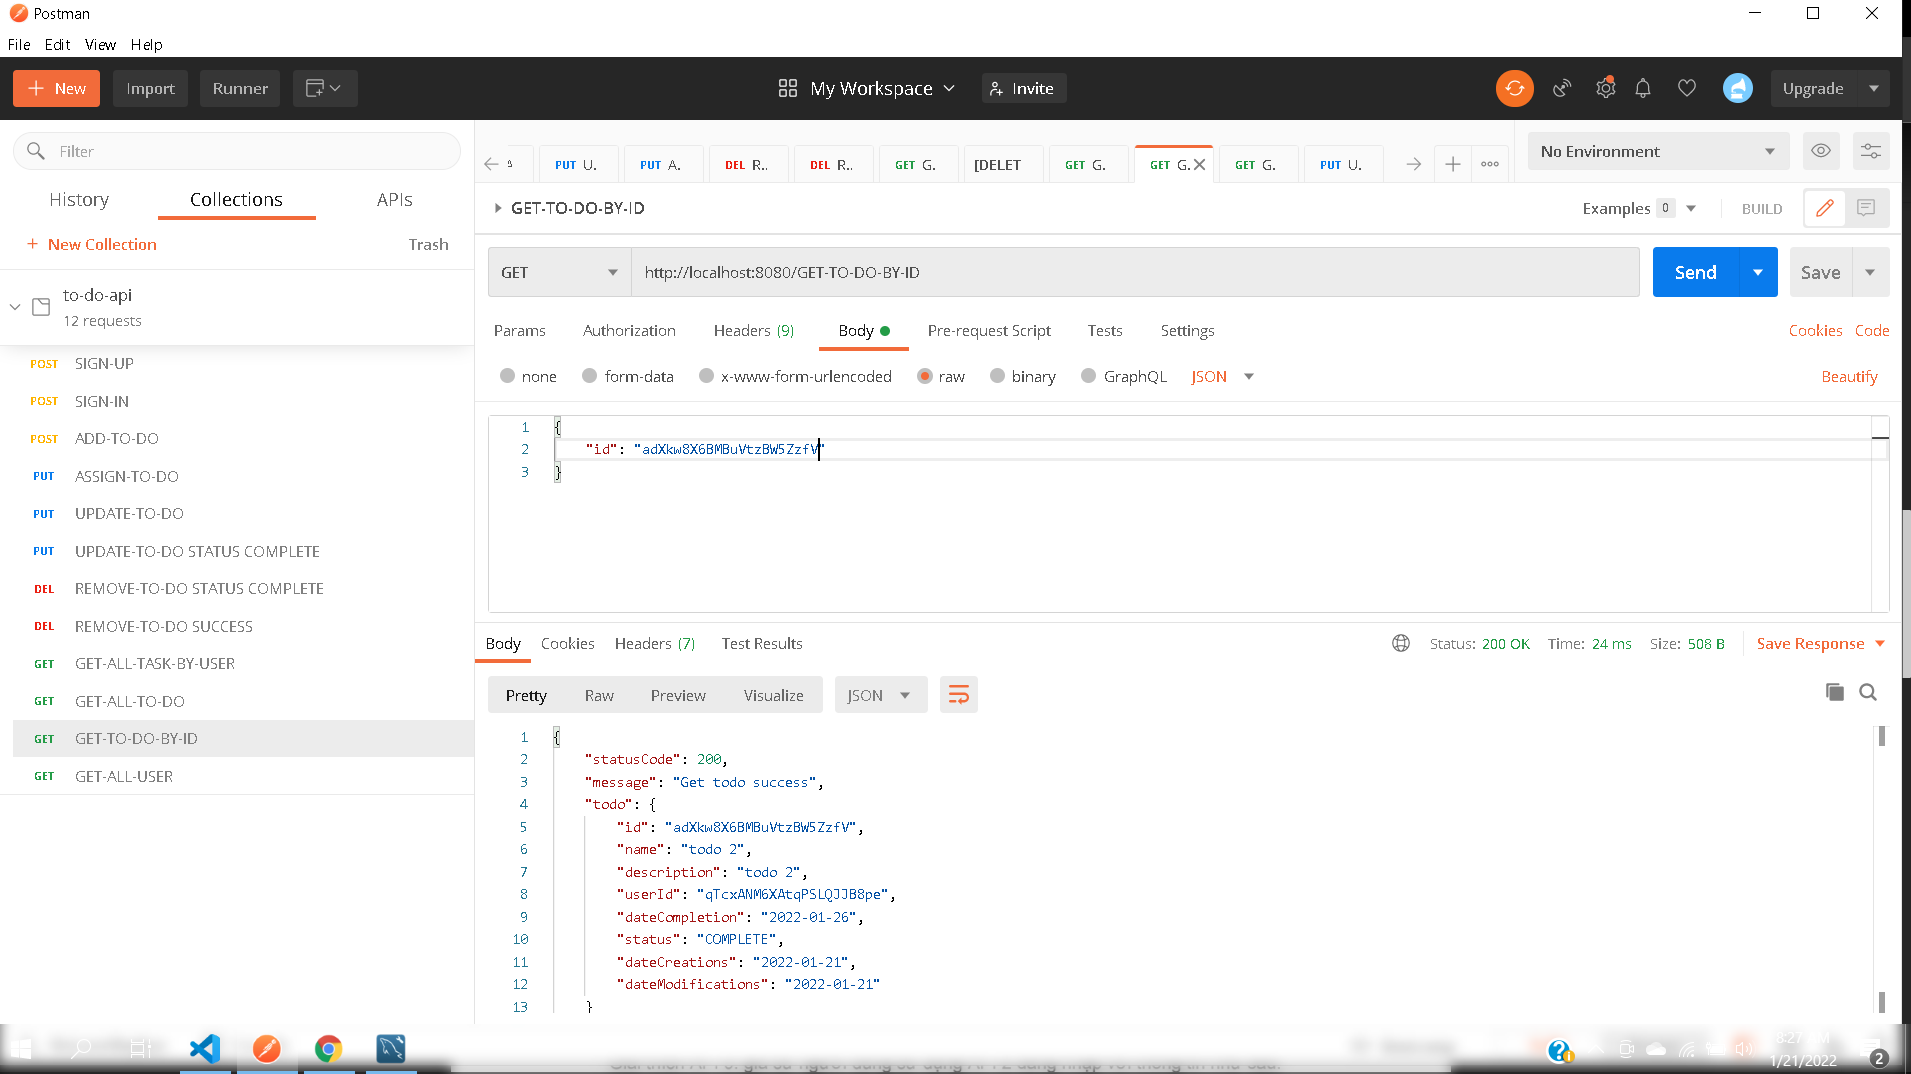 Postman
File Edit View Help
New Import Runner My Workspace Invite Upgrade
Filter
History Collections APIs
+ New Collection Trash
to-do-api
12 requests
POST SIGN-UP
POST SIGN-IN
POST ADD-TO-DO
PUT ASSIGN-TO-DO
PUT UPDATE-TO-DO
PUT UPDATE-TO-DO STATUS COMPLETE
DEL REMOVE-TO-DO STATUS COMPLETE
DEL REMOVE-TO-DO SUCCESS
GET GET-ALL-TASK-BY-USER
GET GET-ALL-TO-DO
GET GET-TO-DO-BY-ID
GET GET-ALL-USER
PUT U. PUT A. DEL R.. DEL R.. GET G. [DELET GET G. GET G. GET G. PUT U. No Environment
GET-TO-DO-BY-ID Examples 0 BUILD
GET http://localhost:8080/GET-TO-DO-BY-ID Send Save
Params Authorization Headers (9) Body Pre-request Script Tests Settings Cookies Code
none form-data x-www-form-urlencoded raw binary GraphQL JSON Beautify
1 {
2 "id": "adXkw8X6BMBuVtzBW5ZzfV"
3 }
Body Cookies Headers (7) Test Results Status: 200 OK Time: 24 ms Size: 508 B Save Response
Pretty Raw Preview Visualize JSON
1 {
2 "statusCode": 200,
3 "message": "Get todo success",
4 "todo": {
5 "id": "adXkw8X6BMBuVtzBW5ZzfV",
6 "name": "todo 2",
7 "description": "todo 2",
8 "userId": "qTcxANM6XAtqPSLQJJB8pe",
9 "dateCompletion": "2022-01-26",
10 "status": "COMPLETE",
11 "dateCreations": "2022-01-21",
12 "dateModifications": "2022-01-21"
13 }
1/21/2022
2